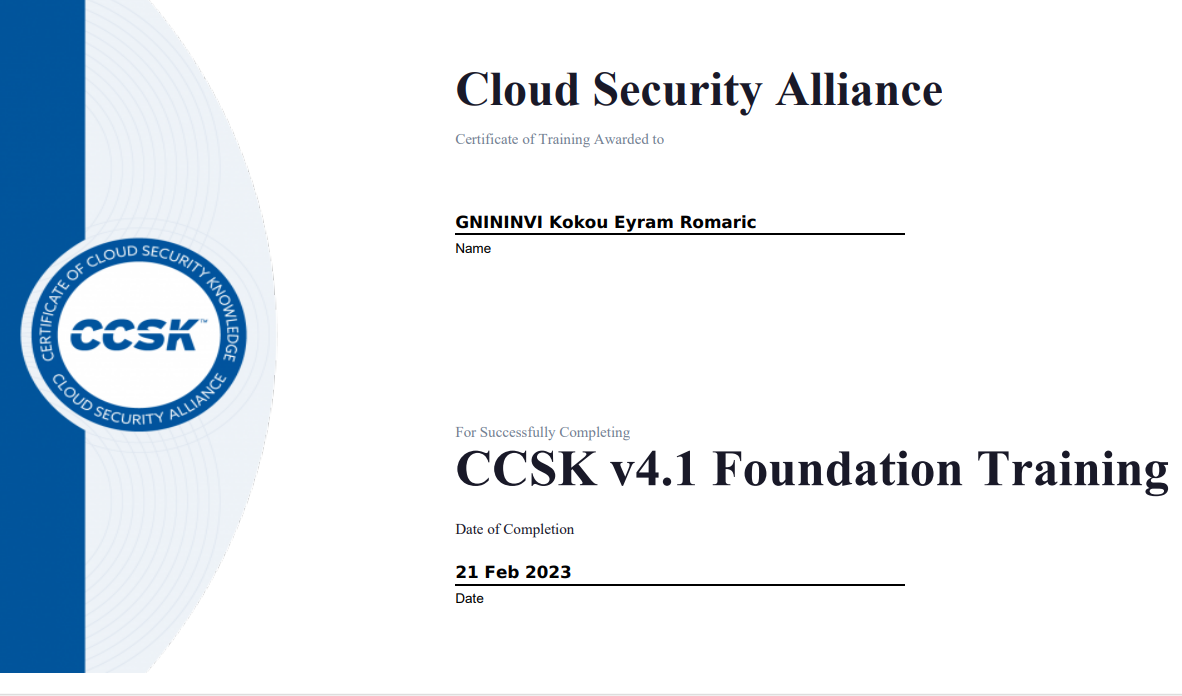 Cloud Security Alliance
Certificate of Training Awarded to
GNININVI Kokou Eyram Romaric
Name
CERTIFICATE OF CLOUD SECURITY KNOWLEDGE
CCSK™
CLOUD SECURITY ALLIANCE
For Successfully Completing
CCSK v4.1 Foundation Training
Date of Completion
21 Feb 2023
Date